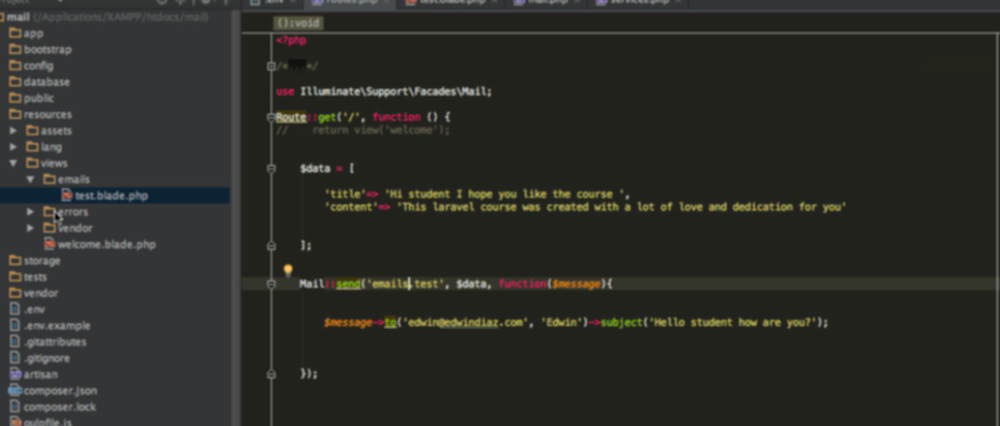 .env routes.php test.blade.php mail.php services.php
mail (/Applications/XAMPP/htdocs/mail)
app
bootstrap
config
database
public
resources
assets
lang
views
emails
test.blade.php
errors
vendor
welcome.blade.php
storage
tests
vendor
.env
.env.example
.gitattributes
.gitignore
artisan
composer.json
composer.lock
gulpfile.js
():void
<?php
/*...*/
use Illuminate\Support\Facades\Mail;
Route::get('/', function () {
//    return view('welcome');
$data = [
'title'=> 'Hi student I hope you like the course ',
'content'=> 'This laravel course was created with a lot of love and dedication for you'
];
Mail::send('emails.test', $data, function($message){
$message->to('edwin@edwindiaz.com', 'Edwin')->subject('Hello student how are you?');
});